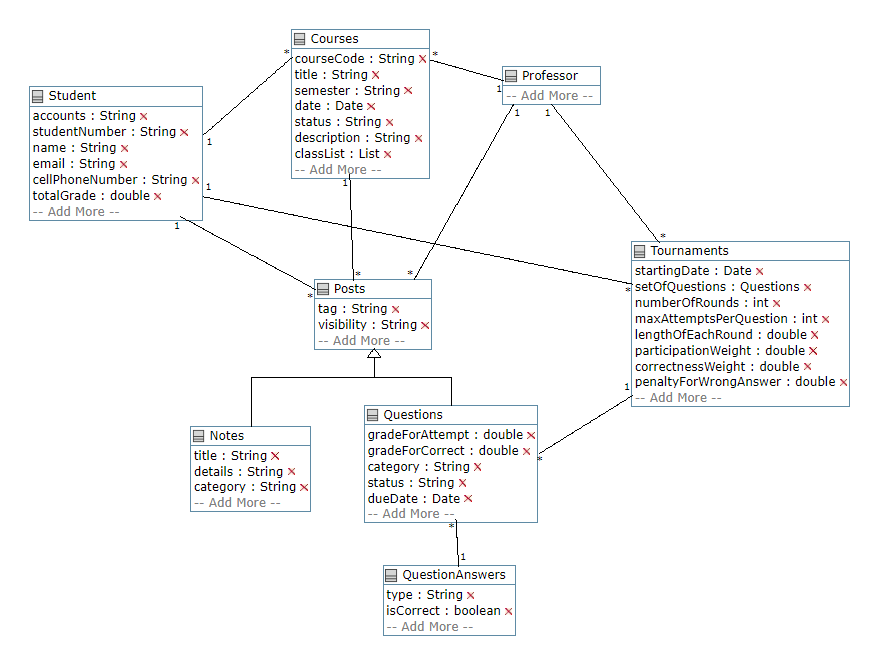 Courses
courseCode : String
title : String
semester : String
date : Date
status : String
description : String
classList : List
-- Add More --
Professor
-- Add More --
Student
accounts : String
studentNumber : String
name : String
email : String
cellPhoneNumber : String
totalGrade : double
-- Add More --
*
*
1
1
1
1
1
1
1
*
*
*
*
*
Tournaments
startingDate : Date
setOfQuestions : Questions
numberOfRounds : int
maxAttemptsPerQuestion : int
lengthOfEachRound : double
participationWeight : double
correctnessWeight : double
penaltyForWrongAnswer : double
-- Add More --
Posts
tag : String
visibility : String
-- Add More --
Notes
title : String
details : String
category : String
-- Add More --
Questions
gradeForAttempt : double
gradeForCorrect : double
category : String
status : String
dueDate : Date
-- Add More --
1
*
*
1
QuestionAnswers
type : String
isCorrect : boolean
-- Add More --